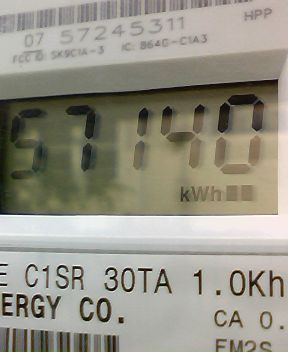 HPP
07 57245311
FCC ID: SK9C1A-3 IC: 864G-C1A3
57140
kWh
E C1SR 30TA 1.0Kh
ERGY CO.
CA 0.
FM2S